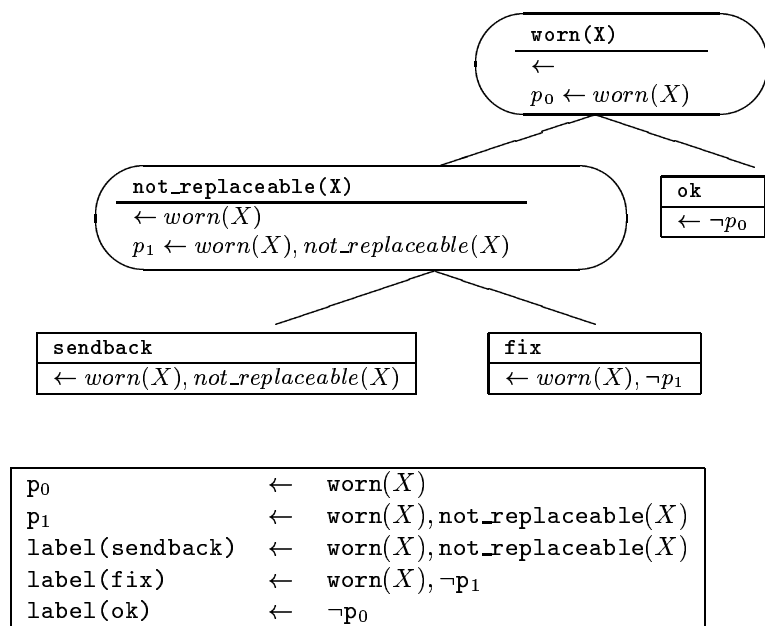 worn(X)
←
p₀ ← worn(X)
not_replaceable(X)
← worn(X)
p₁ ← worn(X), not_replaceable(X)
ok
← ¬p₀
sendback
← worn(X), not_replaceable(X)
fix
← worn(X), ¬p₁
p₀ ← worn(X)
p₁ ← worn(X), not_replaceable(X)
label(sendback) ← worn(X), not_replaceable(X)
label(fix) ← worn(X), ¬p₁
label(ok) ← ¬p₀